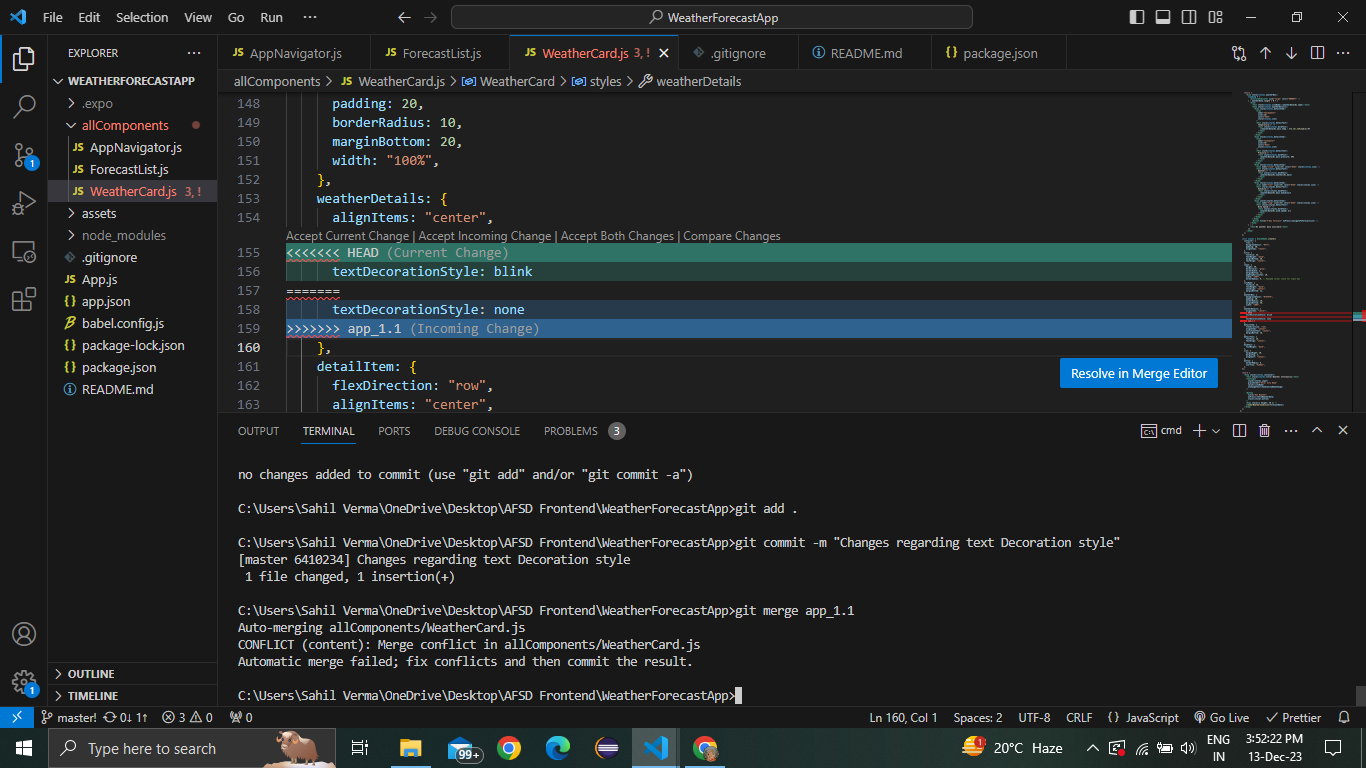 File Edit Selection View Go Run ··· WeatherForecastApp
EXPLORER ···
WEATHERFORECASTAPP
.expo
allComponents
JS AppNavigator.js
JS ForecastList.js
JS WeatherCard.js 3, !
assets
node_modules
.gitignore
JS App.js
{} app.json
babel.config.js
{} package-lock.json
{} package.json
README.md
OUTLINE
TIMELINE
1
1
JS AppNavigator.js JS ForecastList.js JS WeatherCard.js 3, ! .gitignore README.md {} package.json ···
allComponents > JS WeatherCard.js > WeatherCard > styles > weatherDetails
148 padding: 20,
149 borderRadius: 10,
150 marginBottom: 20,
151 width: "100%",
152 },
153 weatherDetails: {
154 alignItems: "center",
Accept Current Change | Accept Incoming Change | Accept Both Changes | Compare Changes
155 <<<<<<< HEAD (Current Change)
156 textDecorationStyle: blink
157 =======
158 textDecorationStyle: none
159 >>>>>>> app_1.1 (Incoming Change)
160 },
161 detailItem: {
162 flexDirection: "row",
163 alignItems: "center",
Resolve in Merge Editor
OUTPUT TERMINAL PORTS DEBUG CONSOLE PROBLEMS 3 cmd ···
no changes added to commit (use "git add" and/or "git commit -a")
C:\Users\Sahil Verma\OneDrive\Desktop\AFSD Frontend\WeatherForecastApp>git add .
C:\Users\Sahil Verma\OneDrive\Desktop\AFSD Frontend\WeatherForecastApp>git commit -m "Changes regarding text Decoration style"
[master 6410234] Changes regarding text Decoration style
1 file changed, 1 insertion(+)
C:\Users\Sahil Verma\OneDrive\Desktop\AFSD Frontend\WeatherForecastApp>git merge app_1.1
Auto-merging allComponents/WeatherCard.js
CONFLICT (content): Merge conflict in allComponents/WeatherCard.js
Automatic merge failed; fix conflicts and then commit the result.
C:\Users\Sahil Verma\OneDrive\Desktop\AFSD Frontend\WeatherForecastApp>
master! 0↓ 1↑ 3 0 0 Ln 160, Col 1 Spaces: 2 UTF-8 CRLF {} JavaScript Go Live Prettier
Type here to search 99+ 1 20°C Haze ENG IN 3:52:22 PM 13-Dec-23